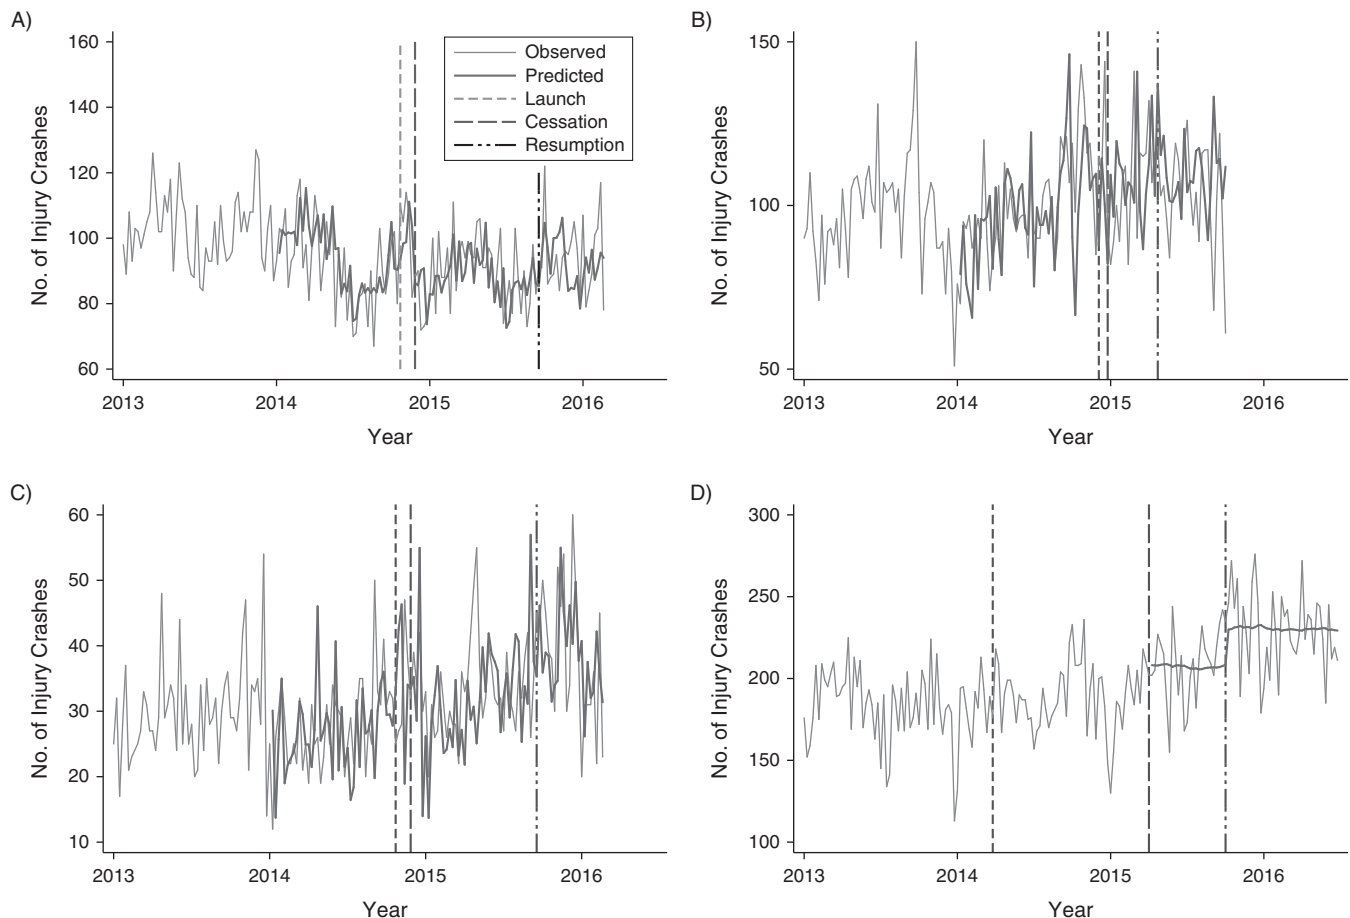 A)
160
140
120
100
80
60
No. of Injury Crashes
2013
2014
2015
2016
Year
Observed
Predicted
Launch
Cessation
Resumption
B)
150
100
50
No. of Injury Crashes
2013
2014
2015
2016
Year
C)
60
50
40
30
20
10
No. of Injury Crashes
2013
2014
2015
2016
Year
D)
300
250
200
150
100
No. of Injury Crashes
2013
2014
2015
2016
Year